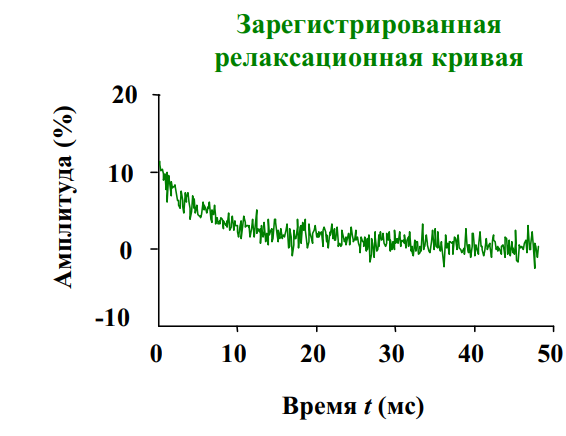 Зарегистрированная
релаксационная кривая
Амплитуда (%)
20
10
0
-10
0 10 20 30 40 50
Время t (мс)